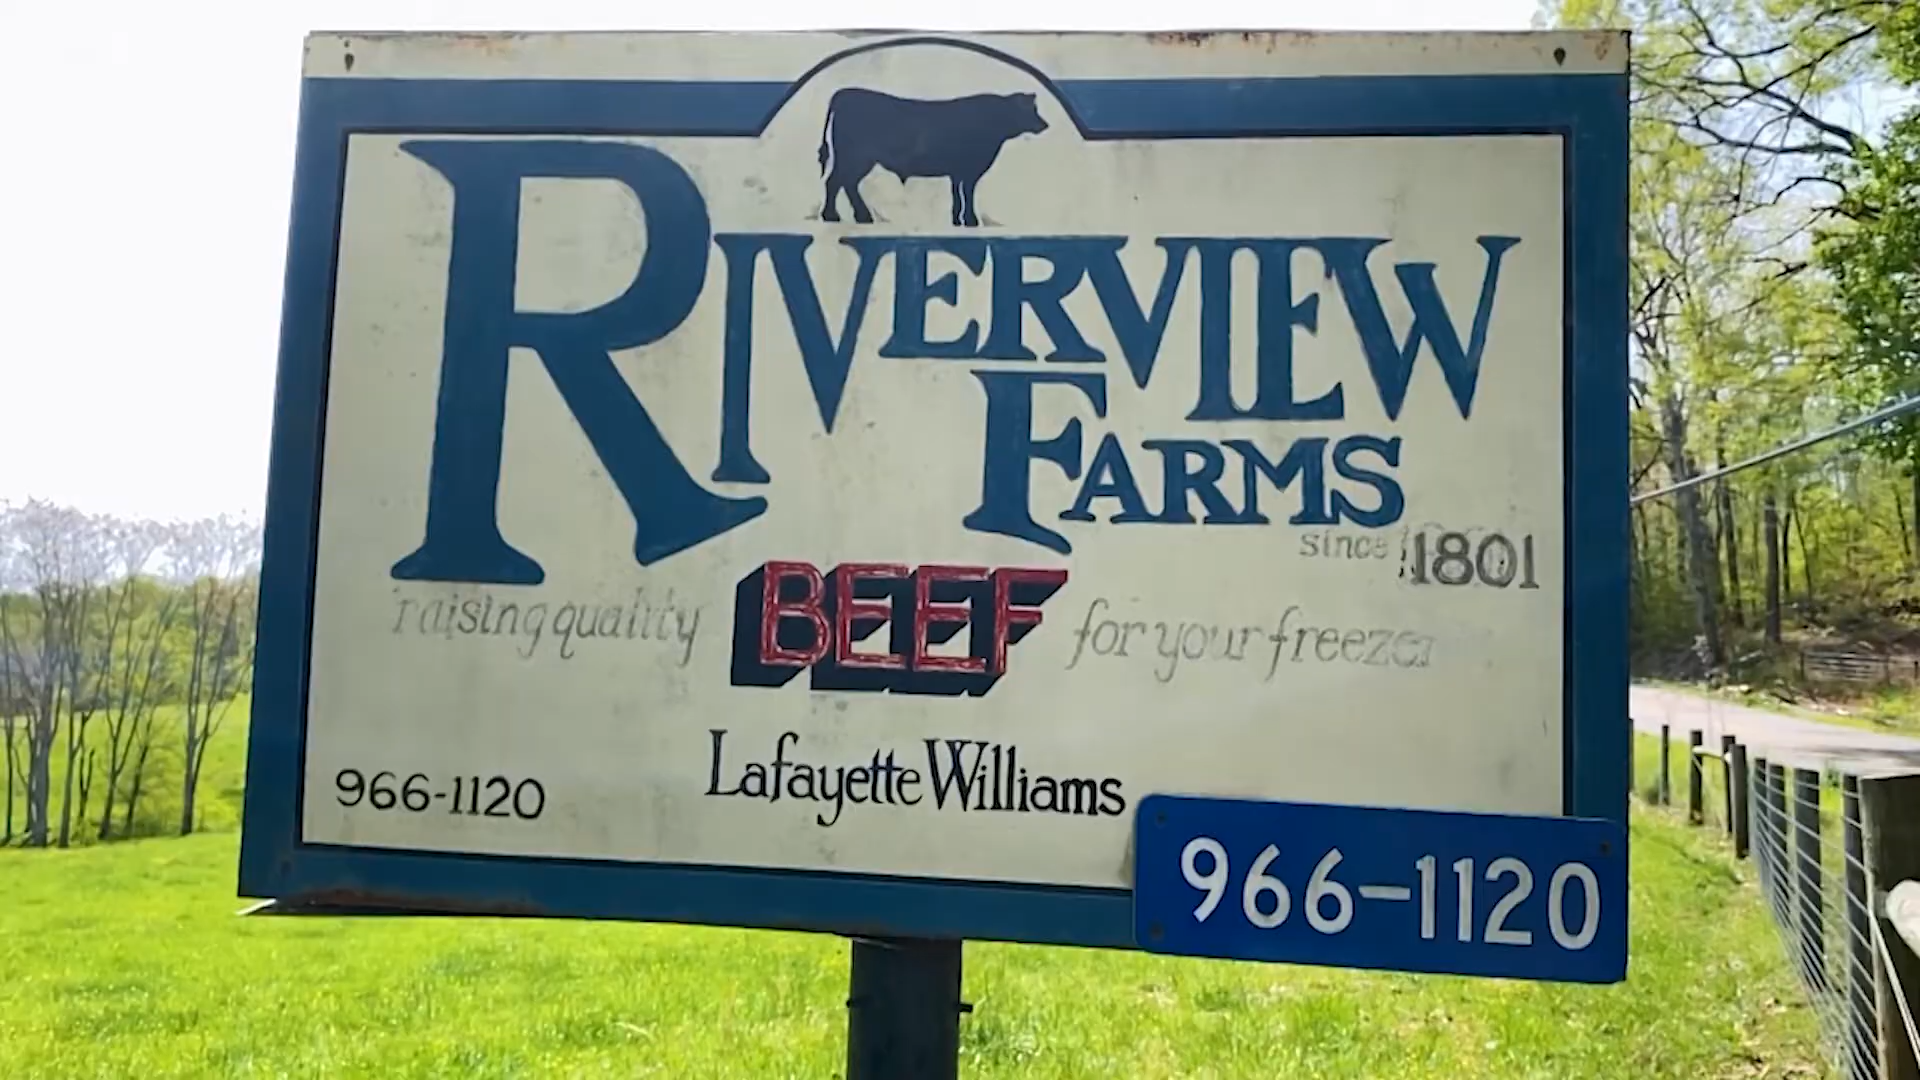 RIVERVIEW
FARMS
since 1801
raising quality BEEF for your freezer
Lafayette Williams
966-1120
966-1120